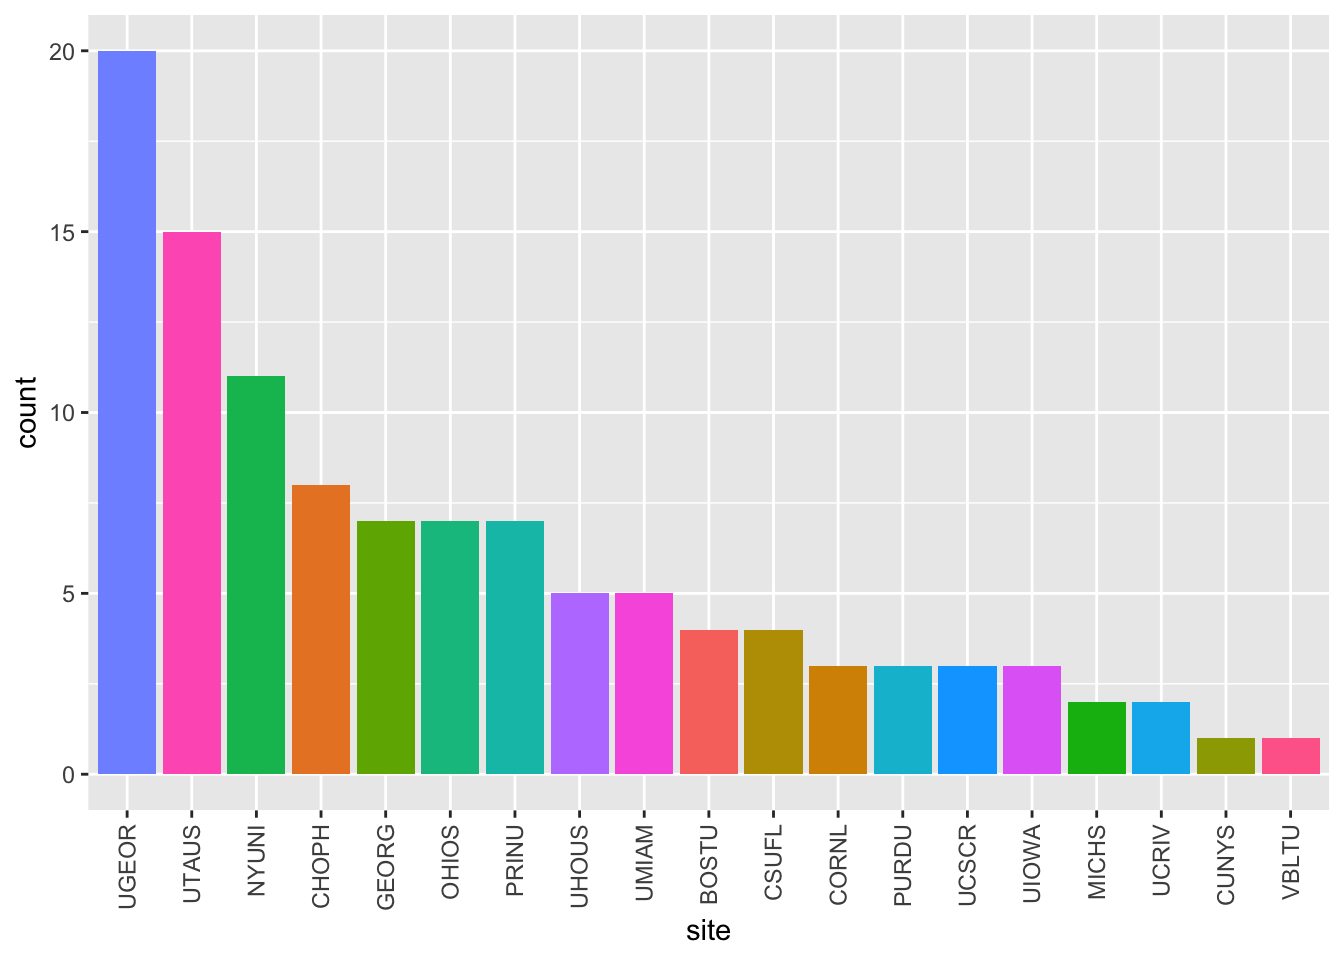 20
15
10
5
0
count
UGEOR
UTAUS
NYUNI
CHOPH
GEORG
OHIOS
PRINU
UHOUS
UMIAM
BOSTU
CSUFL
CORNL
PURDU
UCSCR
UIOWA
MICHS
UCRIV
CUNYS
VBLTU
site